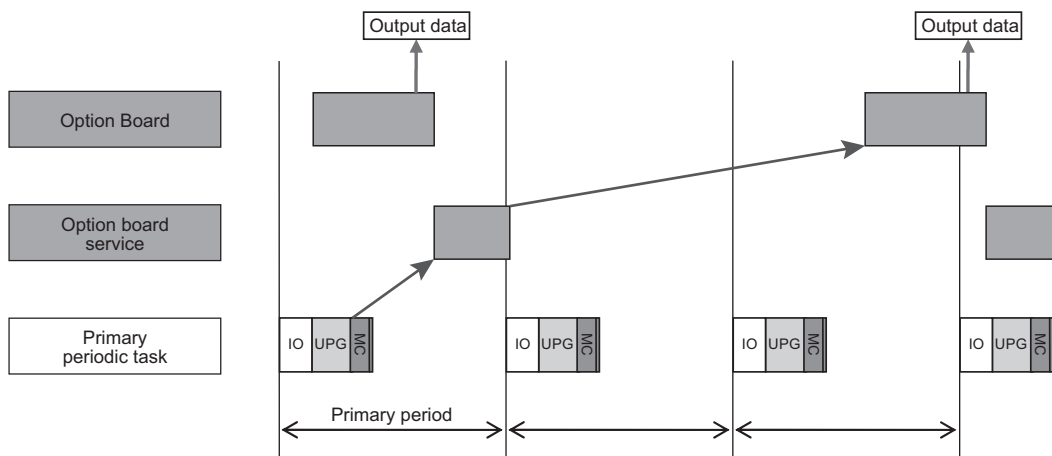 Output data
Output data
Option Board
Option board
service
Primary
periodic task
IO UPG MC
IO UPG MC
IO UPG MC
IO UPG MC
Primary period